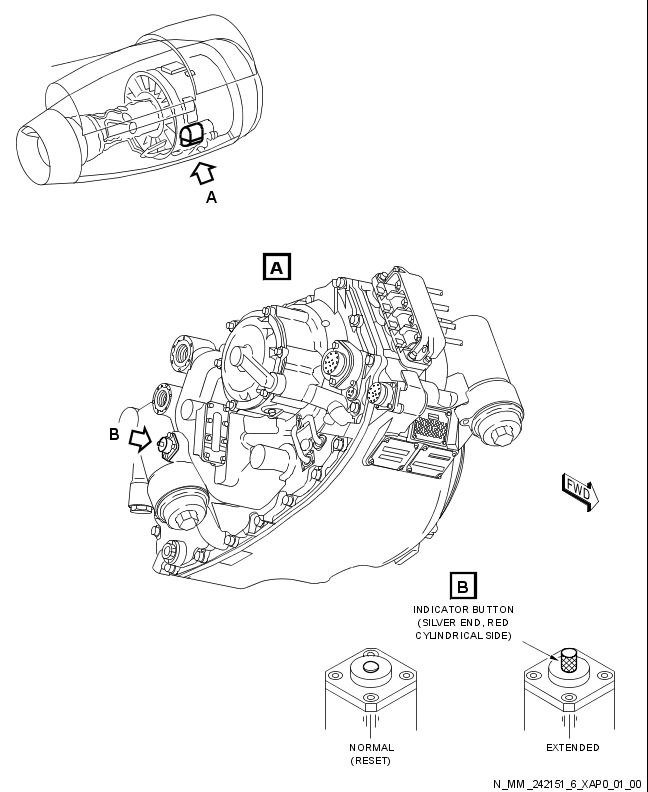 A
A
B
FWD
B
INDICATOR BUTTON
(SILVER END, RED
CYLINDRICAL SIDE)
NORMAL
(RESET)
EXTENDED
N_MM_242151_6_XAP0_01_00